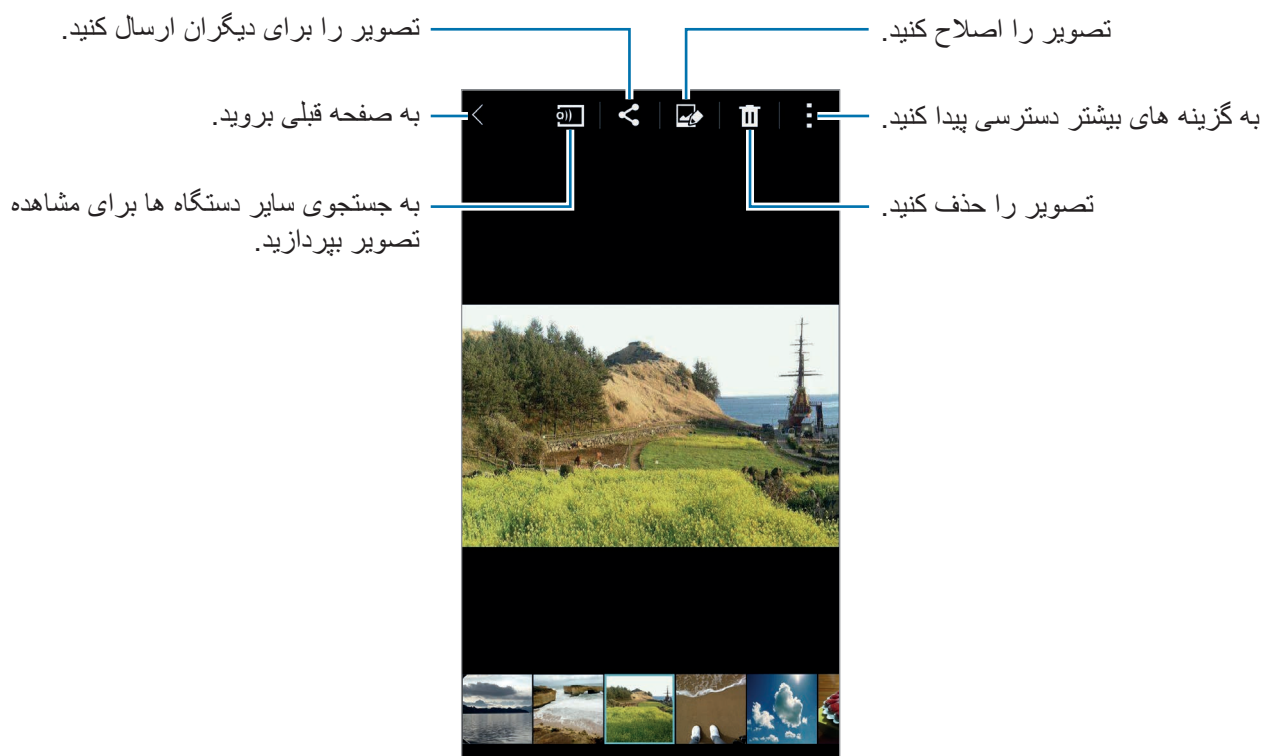 تصویر را اصلاح کنید.
تصویر را برای دیگران ارسال کنید.
به گزینه های بیشتر دسترسی پیدا کنید.
به صفحه قبلی بروید.
تصویر را حذف کنید.
به جستجوی سایر دستگاه ها برای مشاهده
تصویر بپردازید.